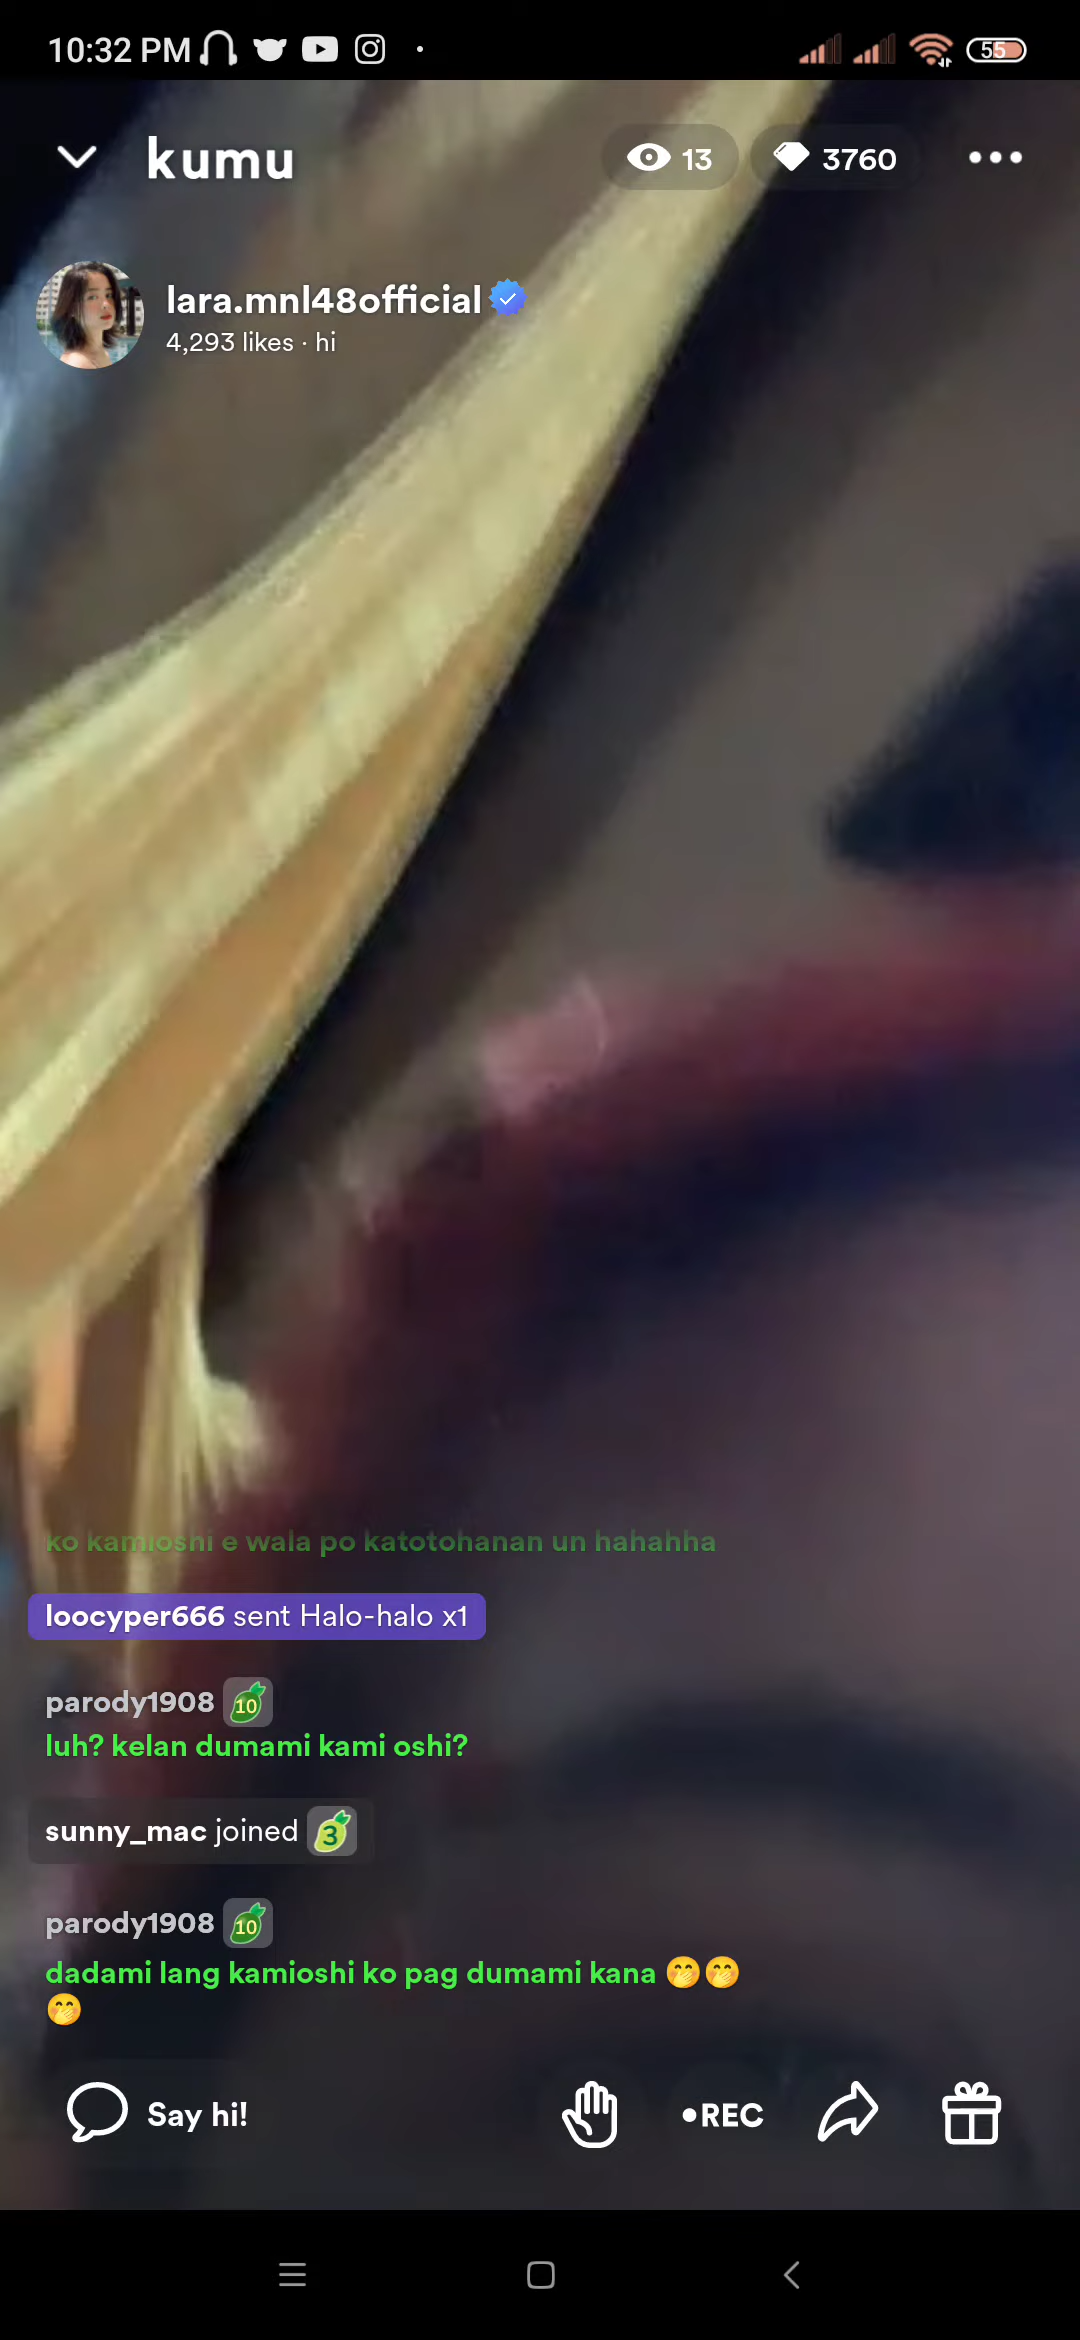 10:32 PM
55
kumu
13
3760
lara.mnl48official
4,293 likes · hi
ko kamioshi e wala po katotohanan un hahahha
loocyper666 sent Halo-halo x1
parody1908 10
luh? kelan dumami kami oshi?
sunny_mac joined 3
parody1908 10
dadami lang kamioshi ko pag dumami kana 🤭🤭
🤭
Say hi!
•REC